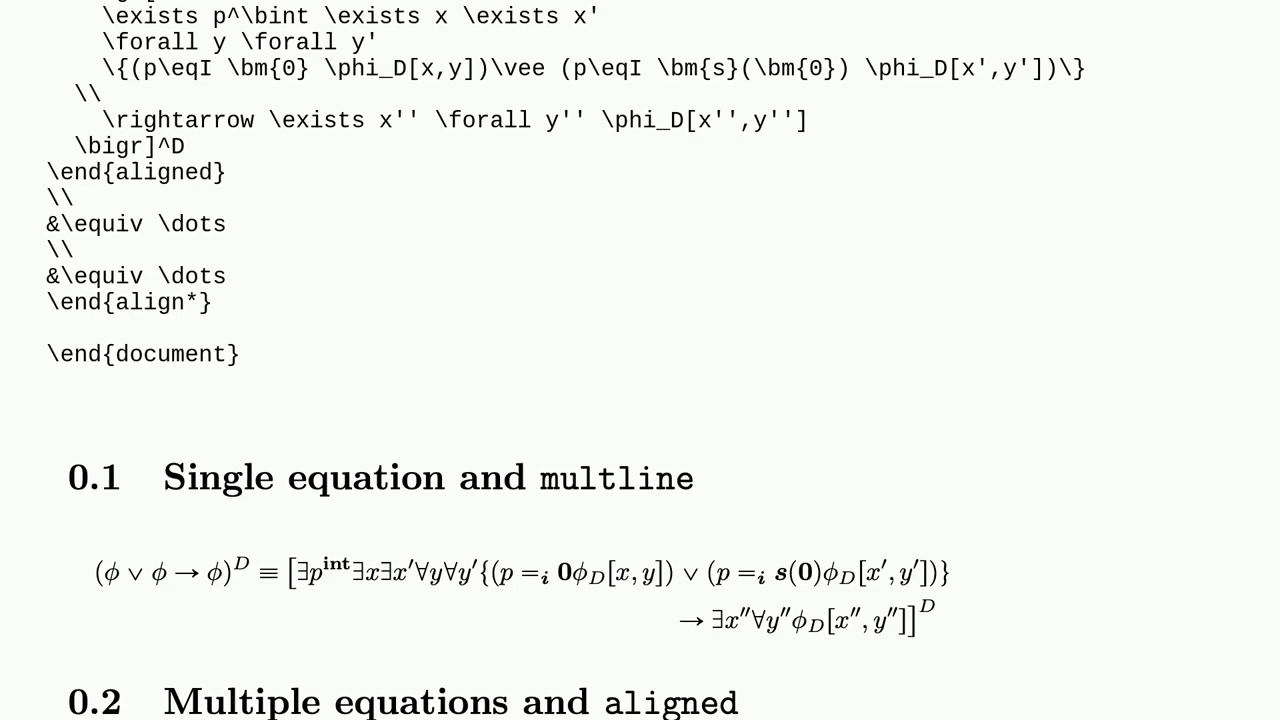 \exists p^\bint \exists x \exists x'
\forall y \forall y'
\{(p\eqI \bm{0} \phi_D[x,y])\vee (p\eqI \bm{s}(\bm{0}) \phi_D[x',y'])\}
\\
\rightarrow \exists x'' \forall y'' \phi_D[x'',y'']
\bigr]^D
\end{aligned}
\\
&\equiv \dots
\\
&\equiv \dots
\end{align*}
\end{document}
0.1 Single equation and multline
(ϕ ∨ ϕ → ϕ)^D ≡ [∃p^int∃x∃x′∀y∀y′{(p =_i 0ϕ_D[x, y]) ∨ (p =_i s(0)ϕ_D[x′, y′])}
→ ∃x″∀y″ϕ_D[x″, y″]]^D
0.2 Multiple equations and aligned